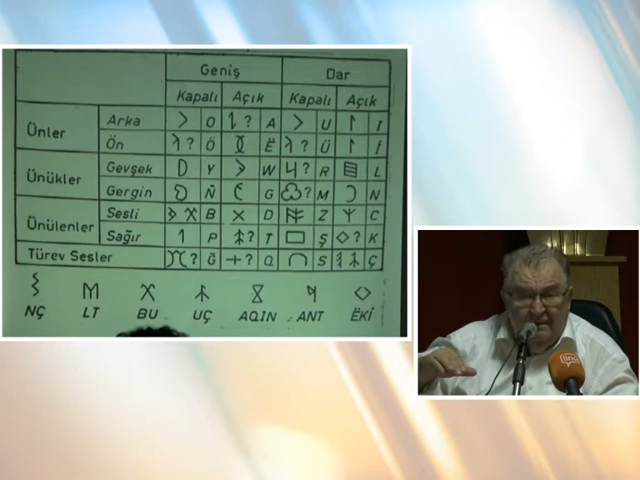 Geniş Dar
Kapalı Açık Kapalı Açık
Ünler Arka O ? A U I
Ön ? Ö Ë ? Ü İ
Ünükler Gevşek Y W ? R L
Gergin Ñ G ? M N
Ünülenler Sesli B D Z C
Sağır P ? T Ş ? K
Türev Sesler ? Ğ ? Q S Ç
NÇ LT BU UÇ AQIN ANT ËKİ